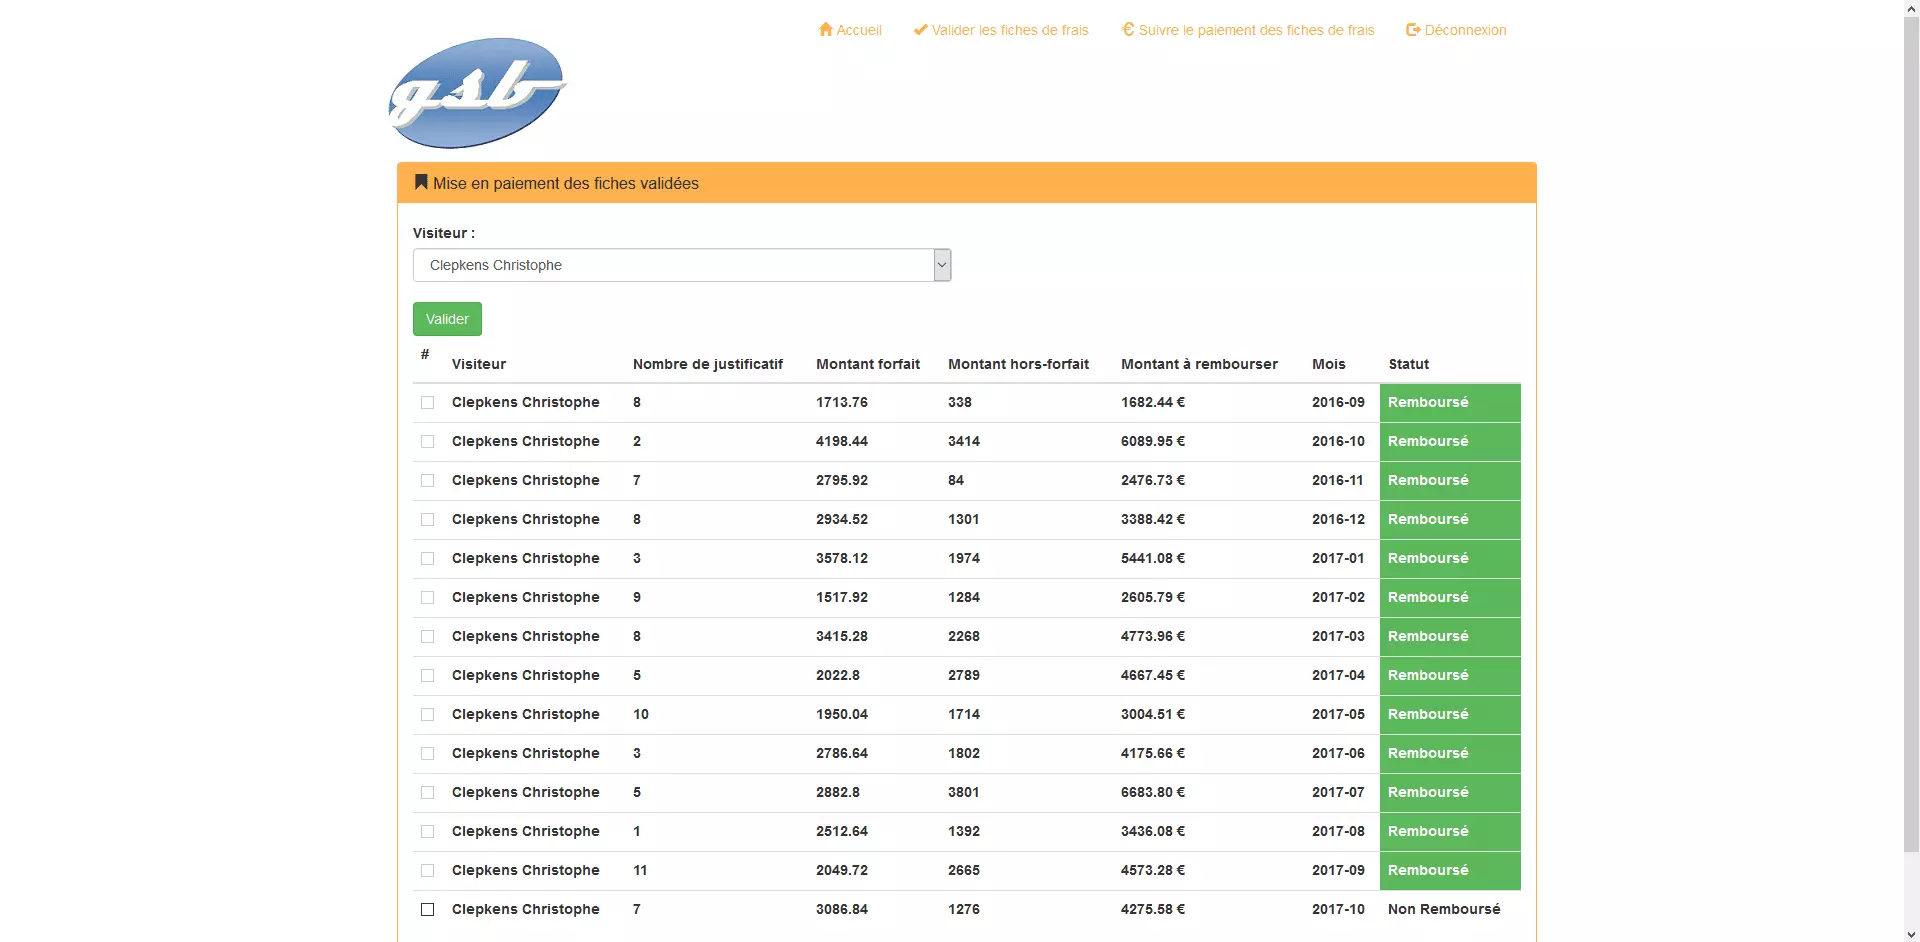 Accueil Valider les fiches de frais Suivre le paiement des fiches de frais Déconnexion
gsb
Mise en paiement des fiches validées
Visiteur :
Clepkens Christophe
Valider
# Visiteur Nombre de justificatif Montant forfait Montant hors-forfait Montant à rembourser Mois Statut
Clepkens Christophe 8 1713.76 338 1682.44 € 2016-09 Remboursé
Clepkens Christophe 2 4198.44 3414 6089.95 € 2016-10 Remboursé
Clepkens Christophe 7 2795.92 84 2476.73 € 2016-11 Remboursé
Clepkens Christophe 8 2934.52 1301 3388.42 € 2016-12 Remboursé
Clepkens Christophe 3 3578.12 1974 5441.08 € 2017-01 Remboursé
Clepkens Christophe 9 1517.92 1284 2605.79 € 2017-02 Remboursé
Clepkens Christophe 8 3415.28 2268 4773.96 € 2017-03 Remboursé
Clepkens Christophe 5 2022.8 2789 4667.45 € 2017-04 Remboursé
Clepkens Christophe 10 1950.04 1714 3004.51 € 2017-05 Remboursé
Clepkens Christophe 3 2786.64 1802 4175.66 € 2017-06 Remboursé
Clepkens Christophe 5 2882.8 3801 6683.80 € 2017-07 Remboursé
Clepkens Christophe 1 2512.64 1392 3436.08 € 2017-08 Remboursé
Clepkens Christophe 11 2049.72 2665 4573.28 € 2017-09 Remboursé
Clepkens Christophe 7 3086.84 1276 4275.58 € 2017-10 Non Remboursé